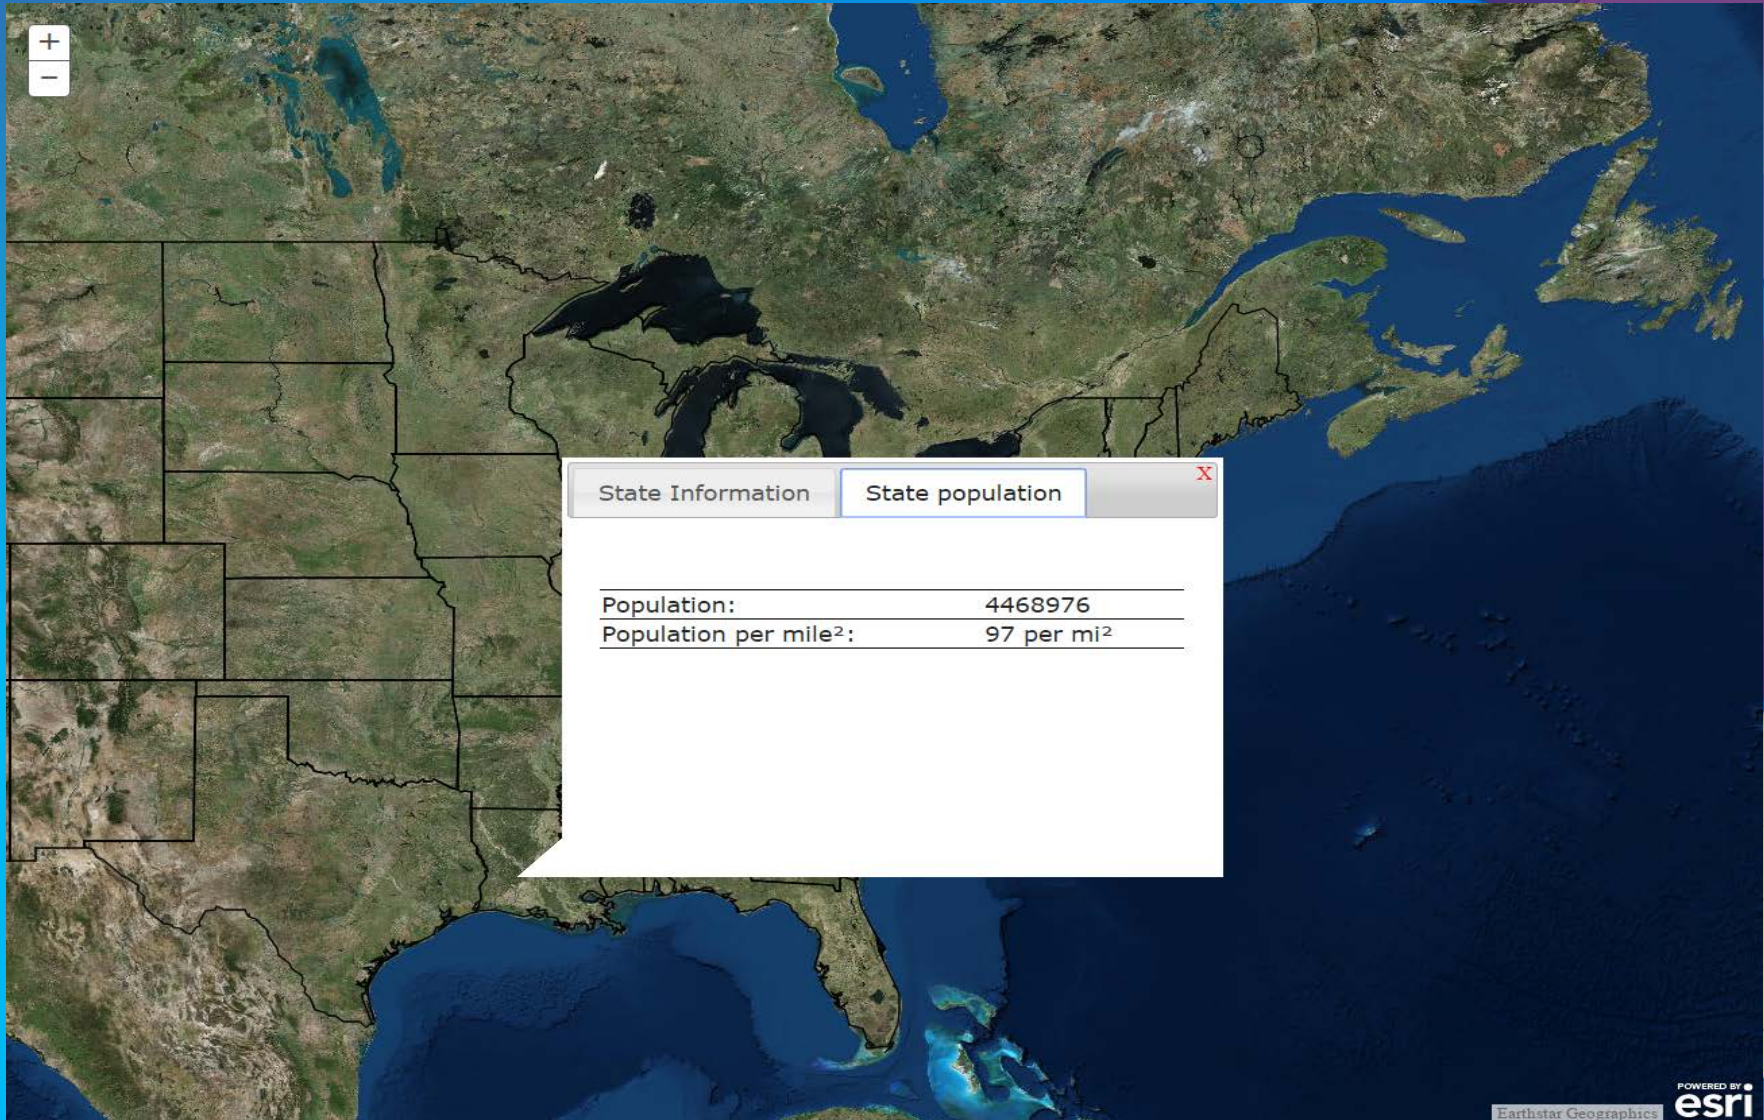 +
−
State Information
State population
X
Population: 4468976
Population per mile²: 97 per mi²
Earthstar Geographics
POWERED BY
esri